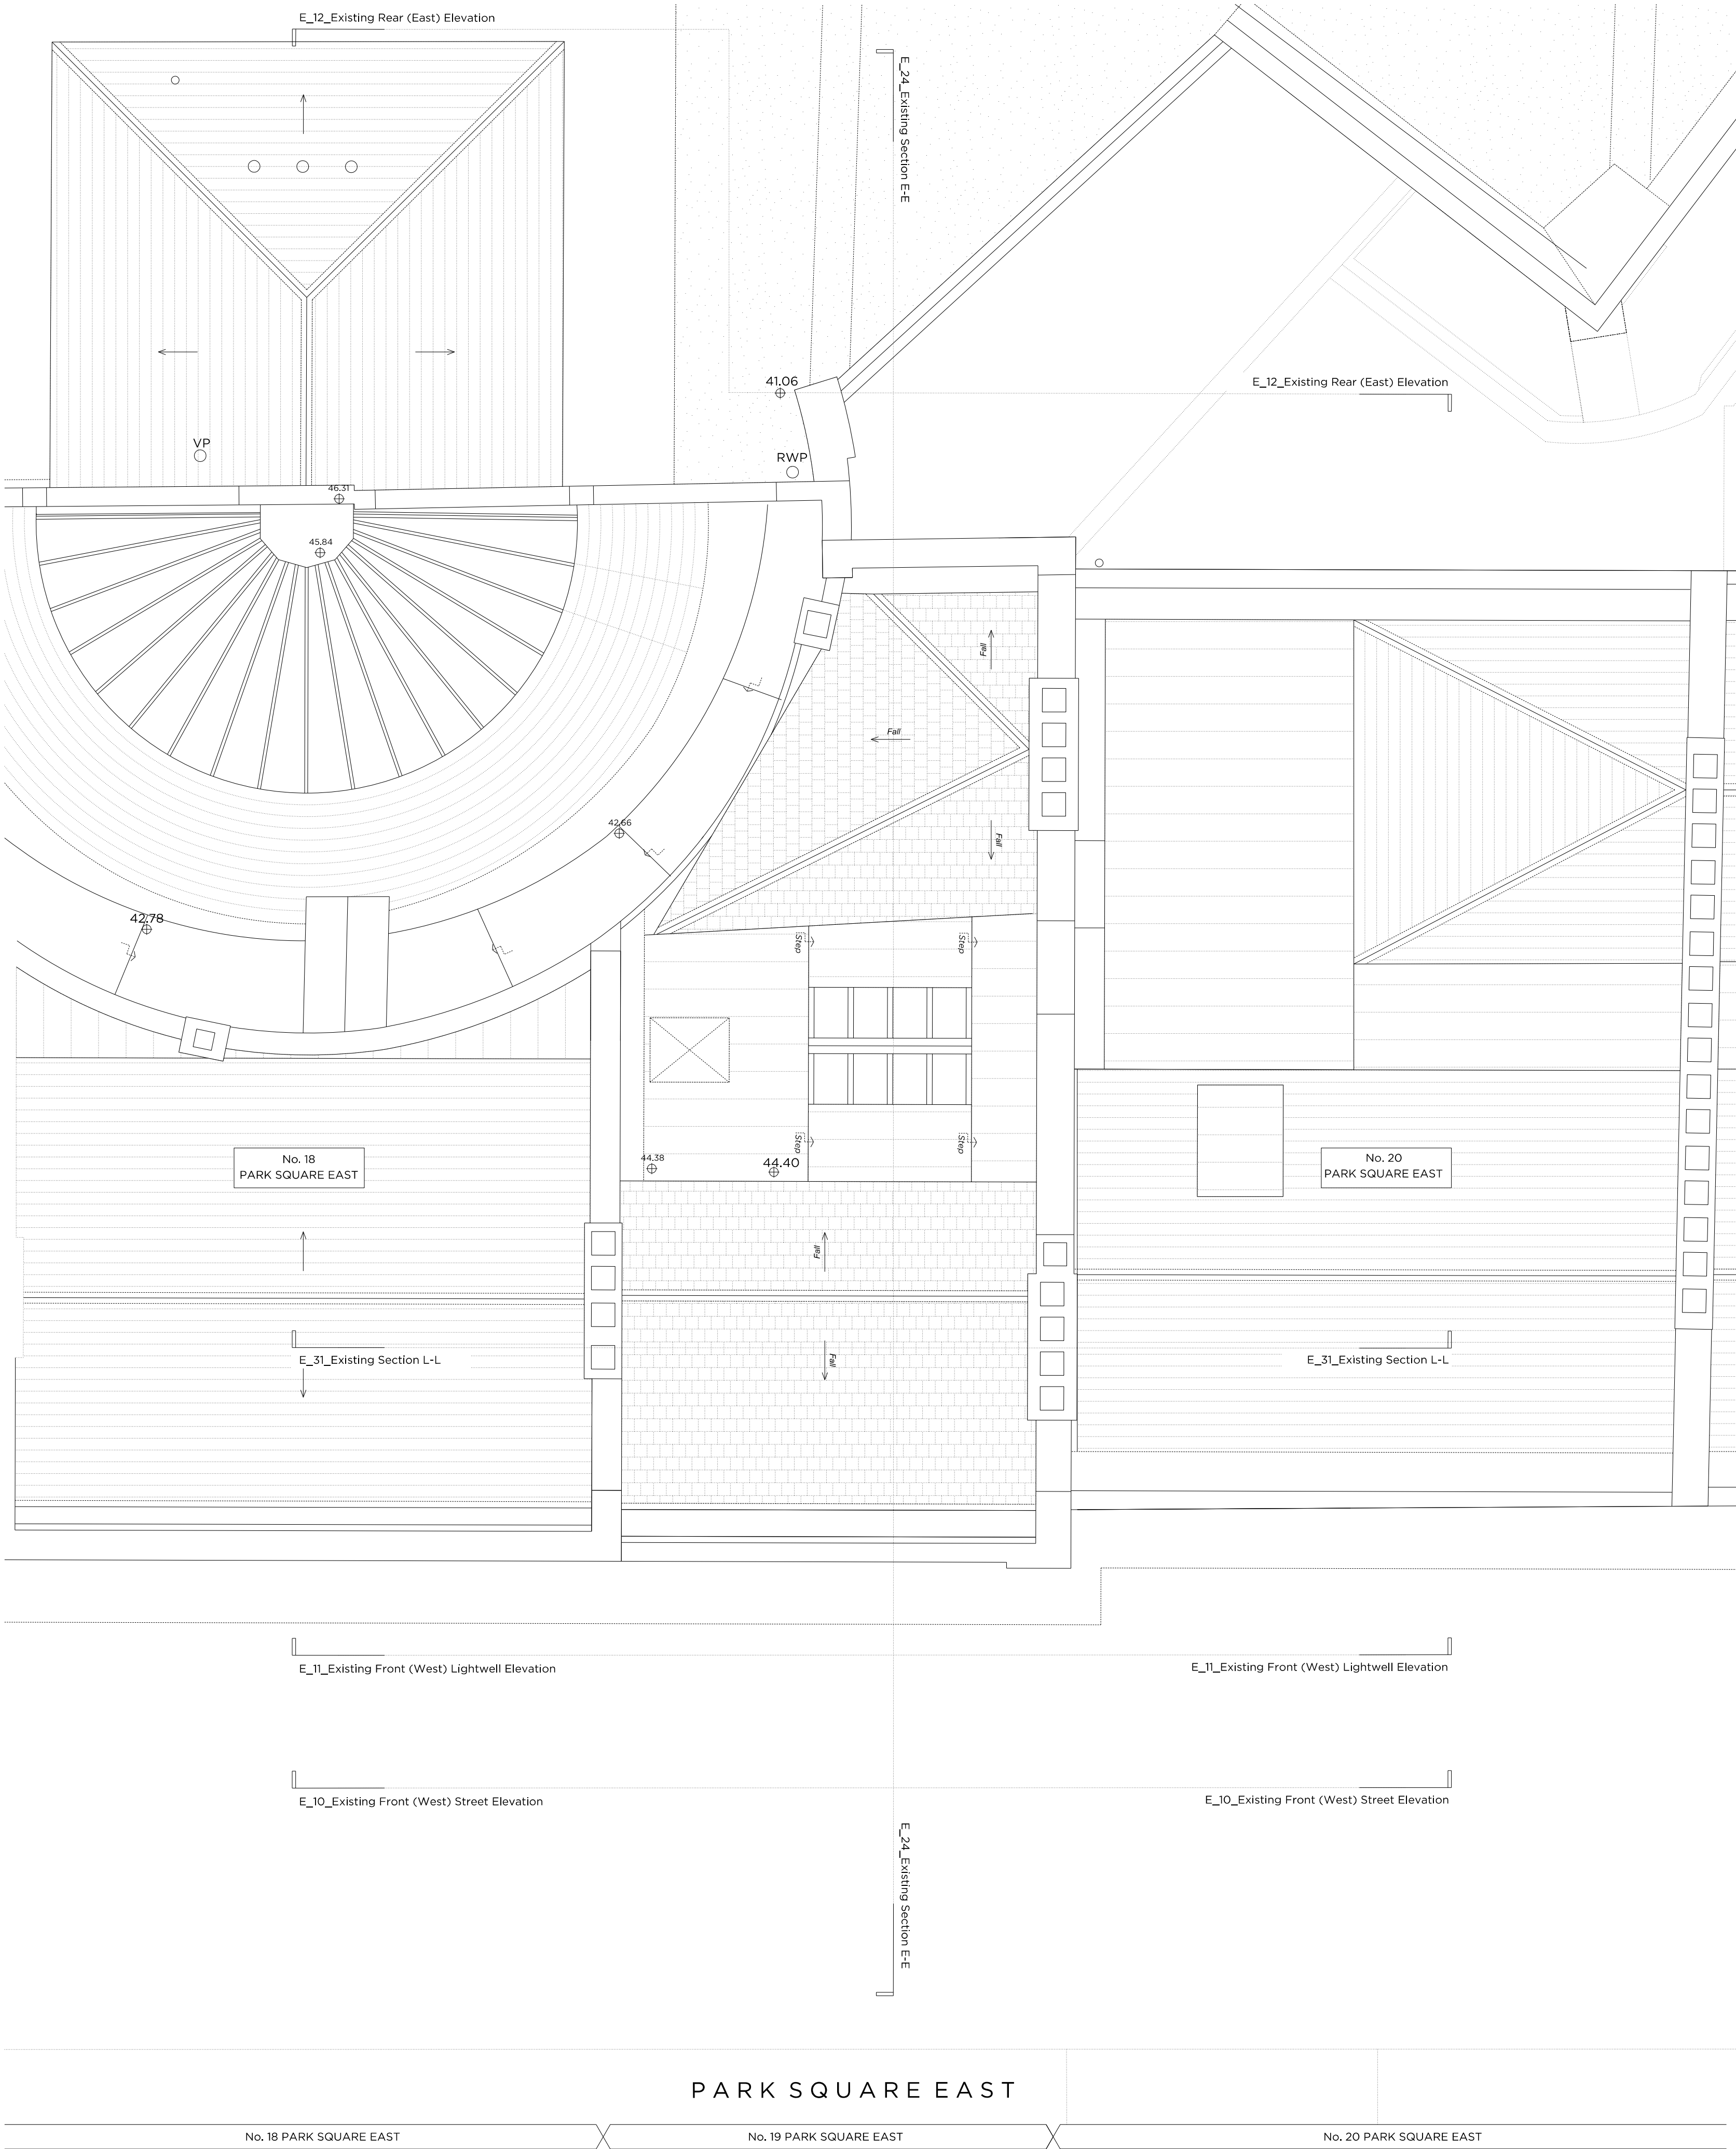 E_12_Existing Rear (East) Elevation
E_24_Existing Section E-E
41.06
E_12_Existing Rear (East) Elevation
VP
RWP
46.31
45.84
Fall
Fall
Fall
42.66
42.78
Step
Step
Step
Step
No. 18
PARK SQUARE EAST
44.38
44.40
No. 20
PARK SQUARE EAST
Fall
Fall
E_31_Existing Section L-L
E_31_Existing Section L-L
E_11_Existing Front (West) Lightwell Elevation
E_11_Existing Front (West) Lightwell Elevation
E_10_Existing Front (West) Street Elevation
E_10_Existing Front (West) Street Elevation
E_24_Existing Section E-E
PARK SQUARE EAST
No. 18 PARK SQUARE EAST
No. 19 PARK SQUARE EAST
No. 20 PARK SQUARE EAST